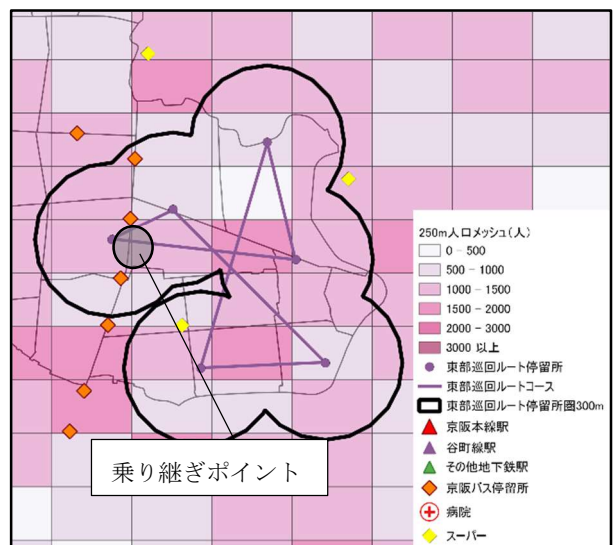 250m人口メッシュ(人)
0 - 500
500 - 1000
1000 - 1500
1500 - 2000
2000 - 3000
3000 以上
東部巡回ルート停留所
東部巡回ルートコース
東部巡回ルート停留所圏300m
京阪本線駅
谷町線駅
その他地下鉄駅
京阪バス停留所
病院
スーパー
乗り継ぎポイント